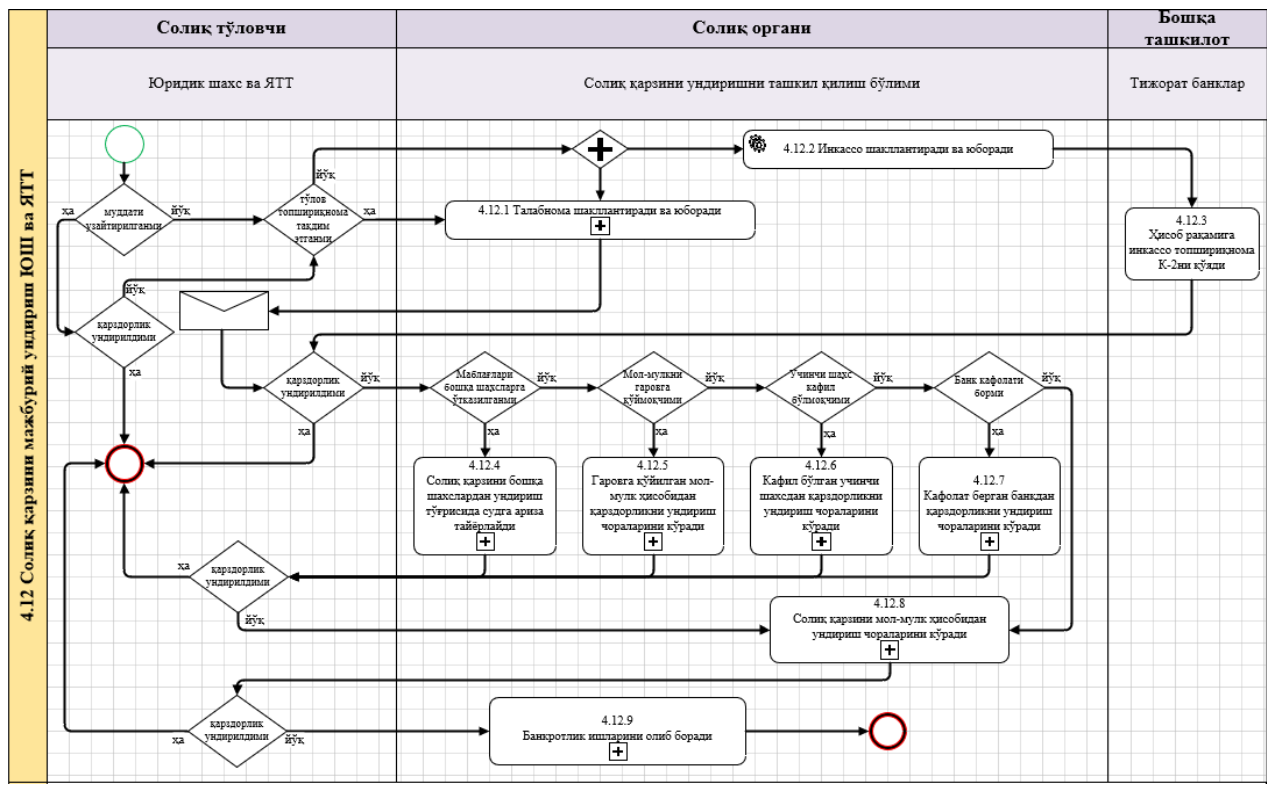 Солиқ тўловчи
Солиқ органи
Бошқа
ташкилот
Юридик шахс ва ЯТТ
Солиқ қарзини ундиришни ташкил қилиш бўлими
Тижорат банклар
4.12 Солиқ қарзини мажбурий ундириш ЮШ ва ЯТТ
муддати
узайтирилганми
ҳа
йўқ
тўлов
топшириқнома
тақдим
этганми
йўқ
ҳа
4.12.2 Инкассо шакллантиради ва юборади
4.12.1 Талабнома шакллантиради ва юборади
4.12.3
Ҳисоб рақамига
инкассо топшириқнома
К-2ни қўяди
қарздорлик
ундирилдими
йўқ
ҳа
қарздорлик
ундирилдими
йўқ
ҳа
Маблағлари
бошқа шахсларга
ўтказилганми
йўқ
ҳа
Мол-мулкни
гаровга
қўймоқчими
йўқ
ҳа
Учинчи шахс
кафил
бўлмоқчими
йўқ
ҳа
Банк кафолати
борми
йўқ
ҳа
4.12.4
Солиқ қарзини бошқа
шахслардан ундириш
тўғрисида судга ариза
тайёрлайди
4.12.5
Гаровга қўйилган мол-
мулк ҳисобидан
қарздорликни ундириш
чораларини кўради
4.12.6
Кафил бўлган учинчи
шахсдан қарздорликни
ундириш чораларини
кўради
4.12.7
Кафолат берган банкдан
қарздорликни ундириш
чораларини кўради
қарздорлик
ундирилдими
ҳа
йўқ
4.12.8
Солиқ қарзини мол-мулк ҳисобидан
ундириш чораларини кўради
қарздорлик
ундирилдими
ҳа
йўқ
4.12.9
Банкротлик ишларини олиб боради